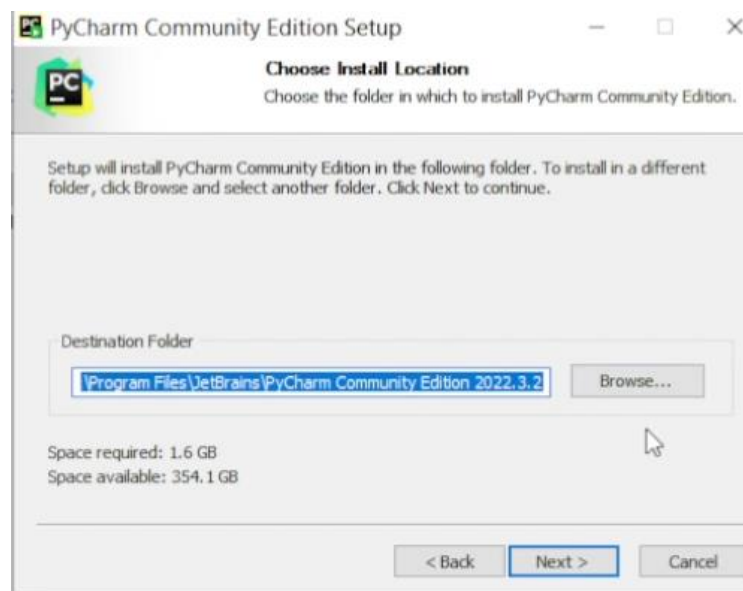 PyCharm Community Edition Setup
PC
Choose Install Location
Choose the folder in which to install PyCharm Community Edition.
Setup will install PyCharm Community Edition in the following folder. To install in a different
folder, click Browse and select another folder. Click Next to continue.
Destination Folder
\Program Files\JetBrains\PyCharm Community Edition 2022.3.2
Browse...
Space required: 1.6 GB
Space available: 354.1 GB
< Back
Next >
Cancel